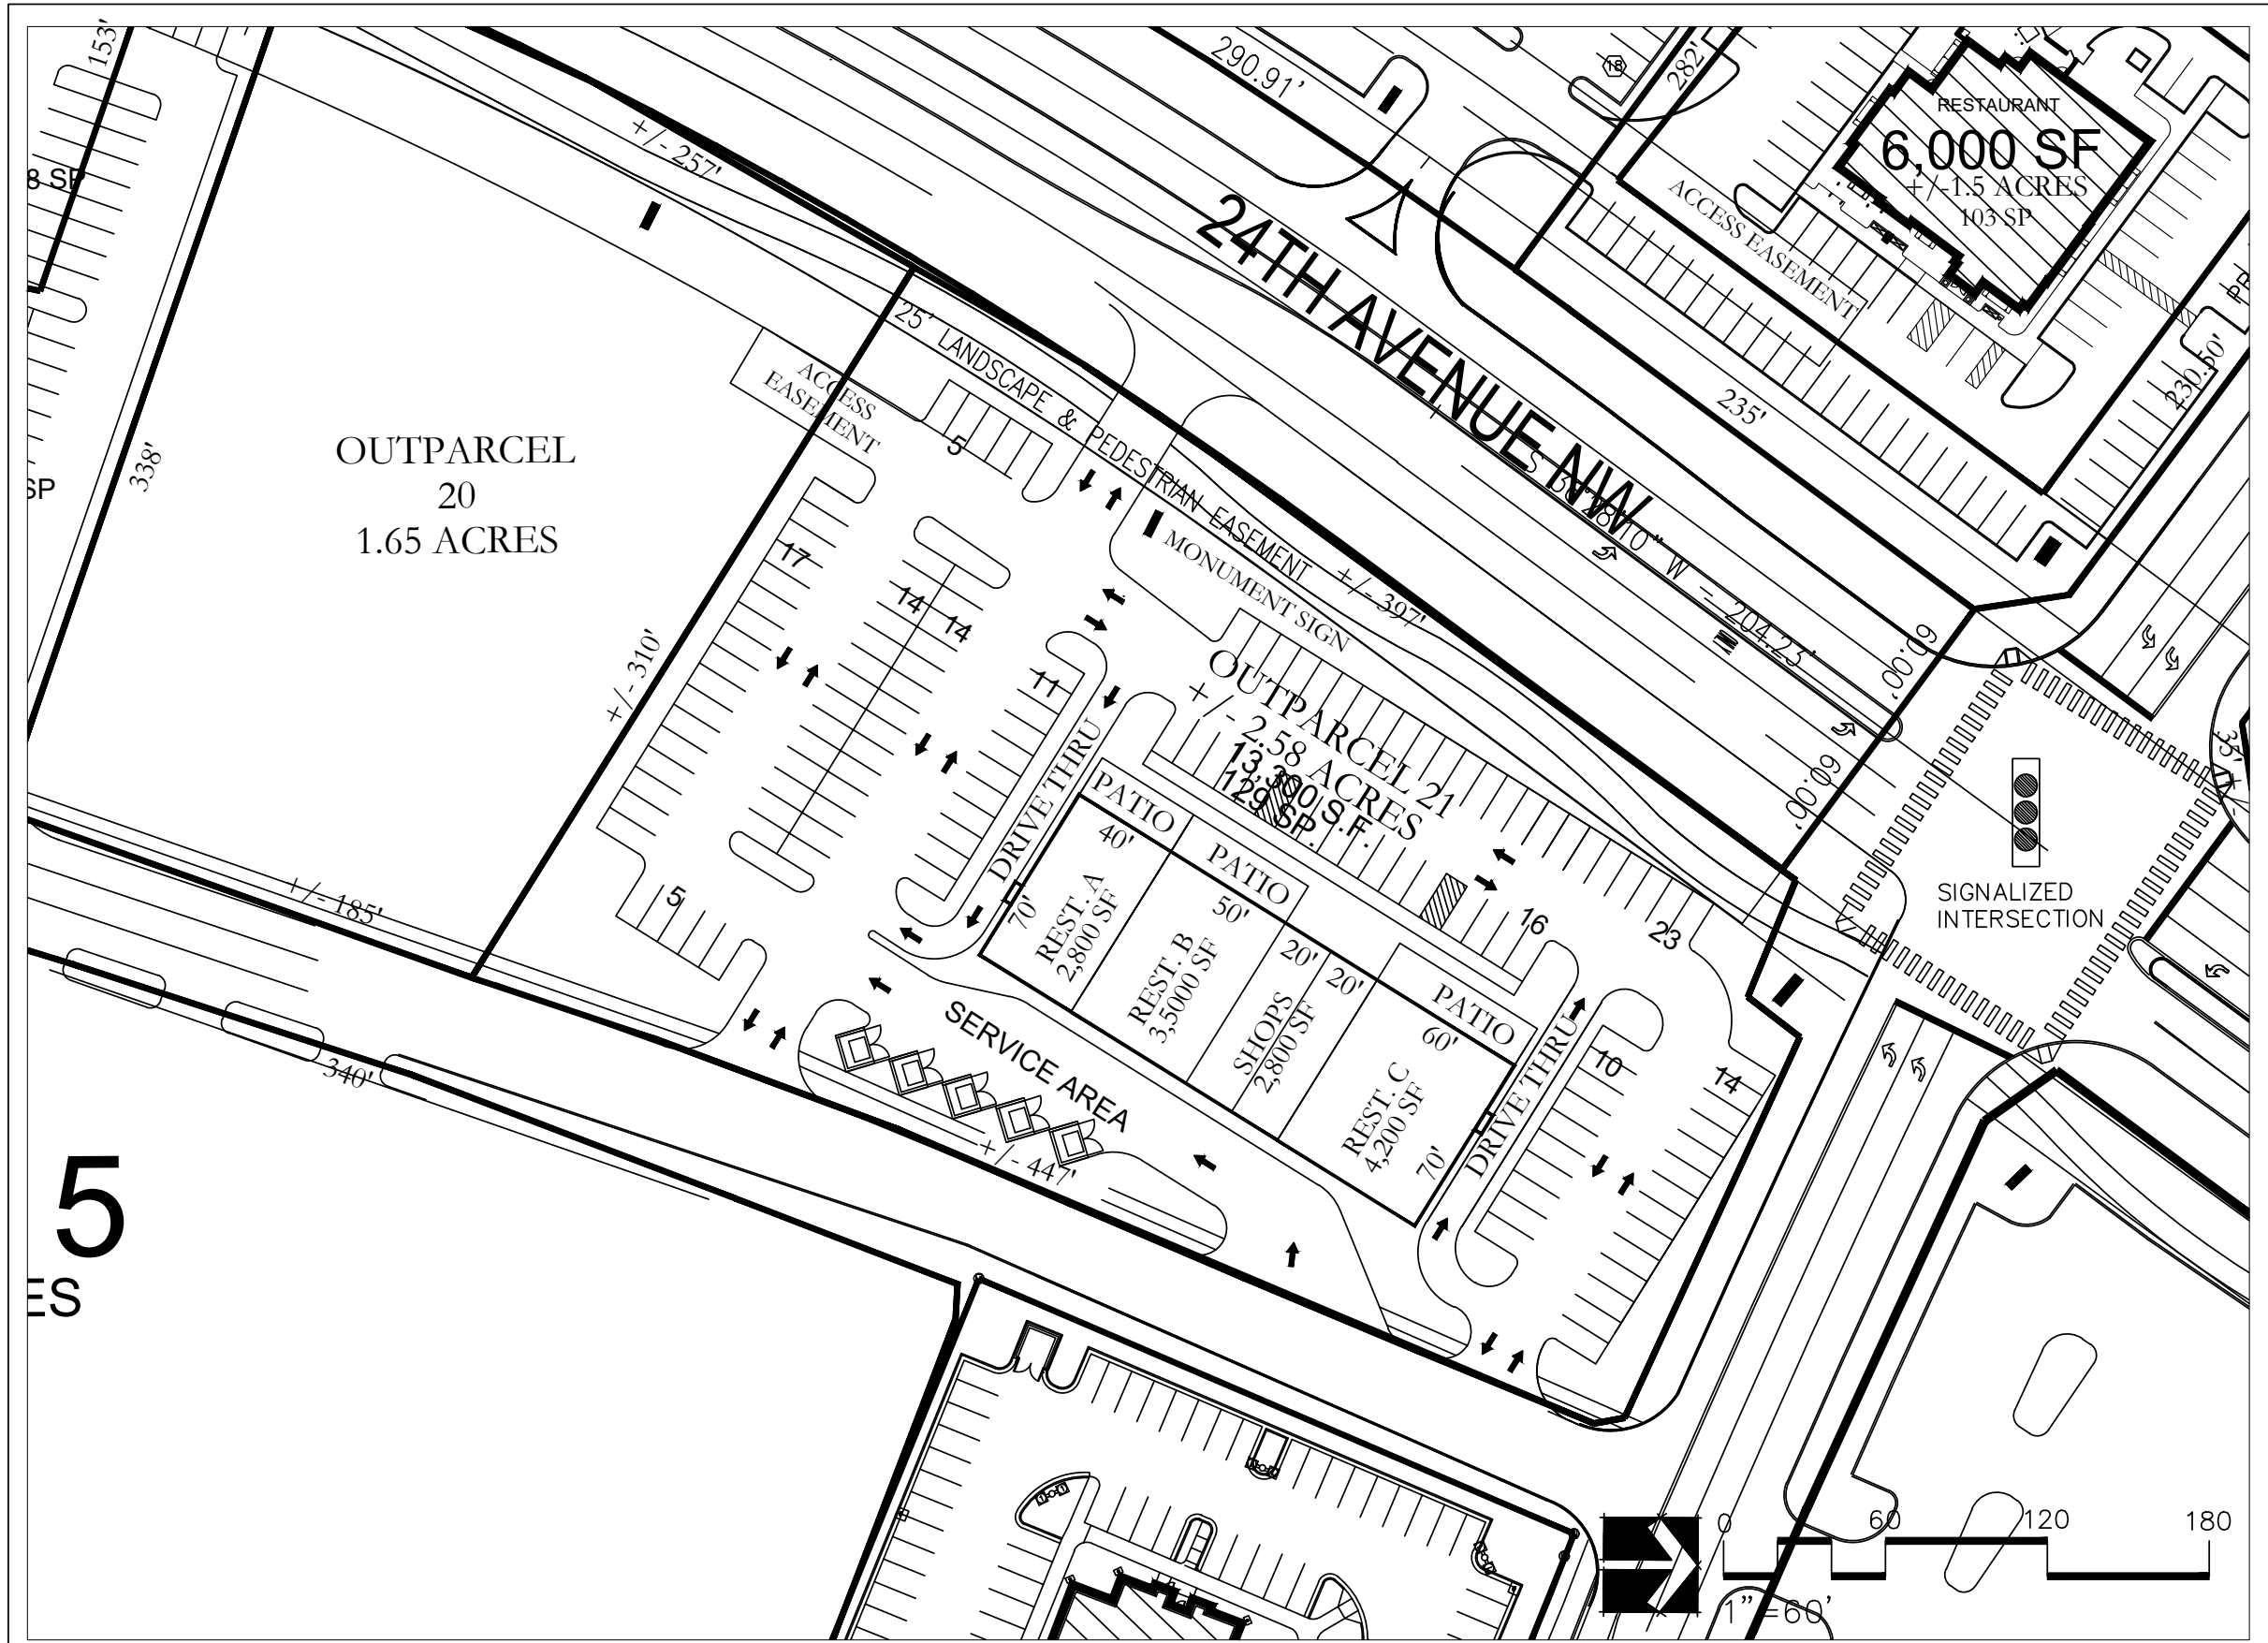 153'
8 SP
SP
338'
+/- 257'
290.91'
18
282'
RESTAURANT
6,000 SF
+/-1.5 ACRES
103 SP
ACCESS EASEMENT
235'
230.50'
24TH AVENUE NW
25' LANDSCAPE & PEDESTRIAN EASEMENT
ACCESS
EASEMENT
5
OUTPARCEL
20
1.65 ACRES
17
14
14
11
+/- 310'
MONUMENT SIGN
+/- 397'
60.00'
60.00'
OUTPARCEL 21
+/- 2.58 ACRES
13,300 S.F.
129 SP.
DRIVE THRU
PATIO
PATIO
PATIO
40'
50'
20'
20'
60'
70'
REST. A
2,800 SF
REST. B
3,5000 SF
SHOPS
2,800 SF
REST. C
4,200 SF
70'
DRIVE THRU
16
23
10
14
5
SIGNALIZED
INTERSECTION
+/- 185'
340'
SERVICE AREA
+/- 447'
5
ES
0 60 120 180
1"=60'